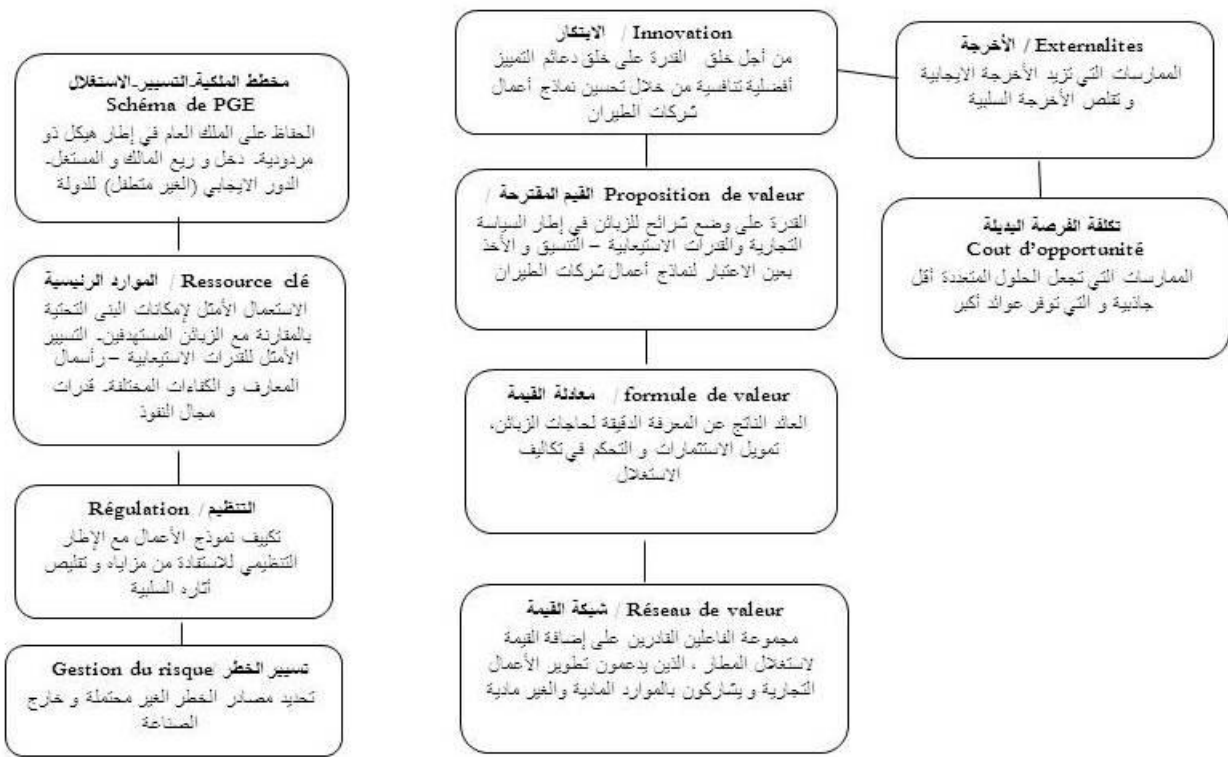 مخطط الملكية-التسيير-الاستغلال
Schéma de PGE
الحفاظ على الملك العام في إطار هيكل ذو
مردودية- دخل و ريع المالك و المستغل-
الدور الايجابي (الغير متطفل) للدولة
الموارد الرئيسية / Ressource clé
الاستعمال الأمثل لإمكانات البنى التحتية
بالمقارنة مع الزبائن المستهدفين- التسيير
الأمثل للقدرات الاستيعابية – رأسمال
المعارف و الكفاءات المختلفة- قدرات
مجال النفوذ
التنظيم / Régulation
تكييف نموذج الأعمال مع الإطار
التنظيمي للاستفادة من مزاياه و تقليص
أثاره السلبية
تسيير الخطر /Gestion du risque
تحديد مصادر الخطر الغير محتملة و خارج
الصناعة
الابتكار / Innovation
من أجل خلق القدرة على خلق دعائم التمييز
أفضلية تنافسية من خلال تحسين نماذج أعمال
شركات الطيران
القيم المقترحة / Proposition de valeur
القدرة على وضع شرائح للزبائن في إطار السياسة
التجارية والقدرات الاستيعابية – التنسيق و الأخذ
بعين الاعتبار لنماذج أعمال شركات الطيران
معادلة القيمة / formule de valeur
العائد الناتج عن المعرفة الدقيقة لحاجات الزبائن،
تمويل الاستثمارات و التحكم في تكاليف
الاستغلال
شبكة القيمة / Réseau de valeur
مجموعة الفاعلين القادرين على إضافة القيمة
لاستغلال المطار ، الذين يدعمون تطوير الأعمال
التجارية و يشاركون بالموارد المادية والغير مادية
الأخرجة / Externalites
الممارسات التي تزيد الأخرجة الايجابية
و تقلص الأخرجة السلبية
تكلفة الفرصة البديلة
Cout d'opportunité
الممارسات التي تجعل الحلول المتعددة أقل
جاذبية و التي توفر عوائد أكبر